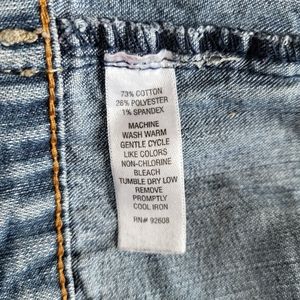 73% COTTON
26% POLYESTER
1% SPANDEX
MACHINE
WASH WARM
GENTLE CYCLE
LIKE COLORS
NON-CHLORINE
BLEACH
TUMBLE DRY LOW
REMOVE
PROMPTLY
COOL IRON
RN# 92608